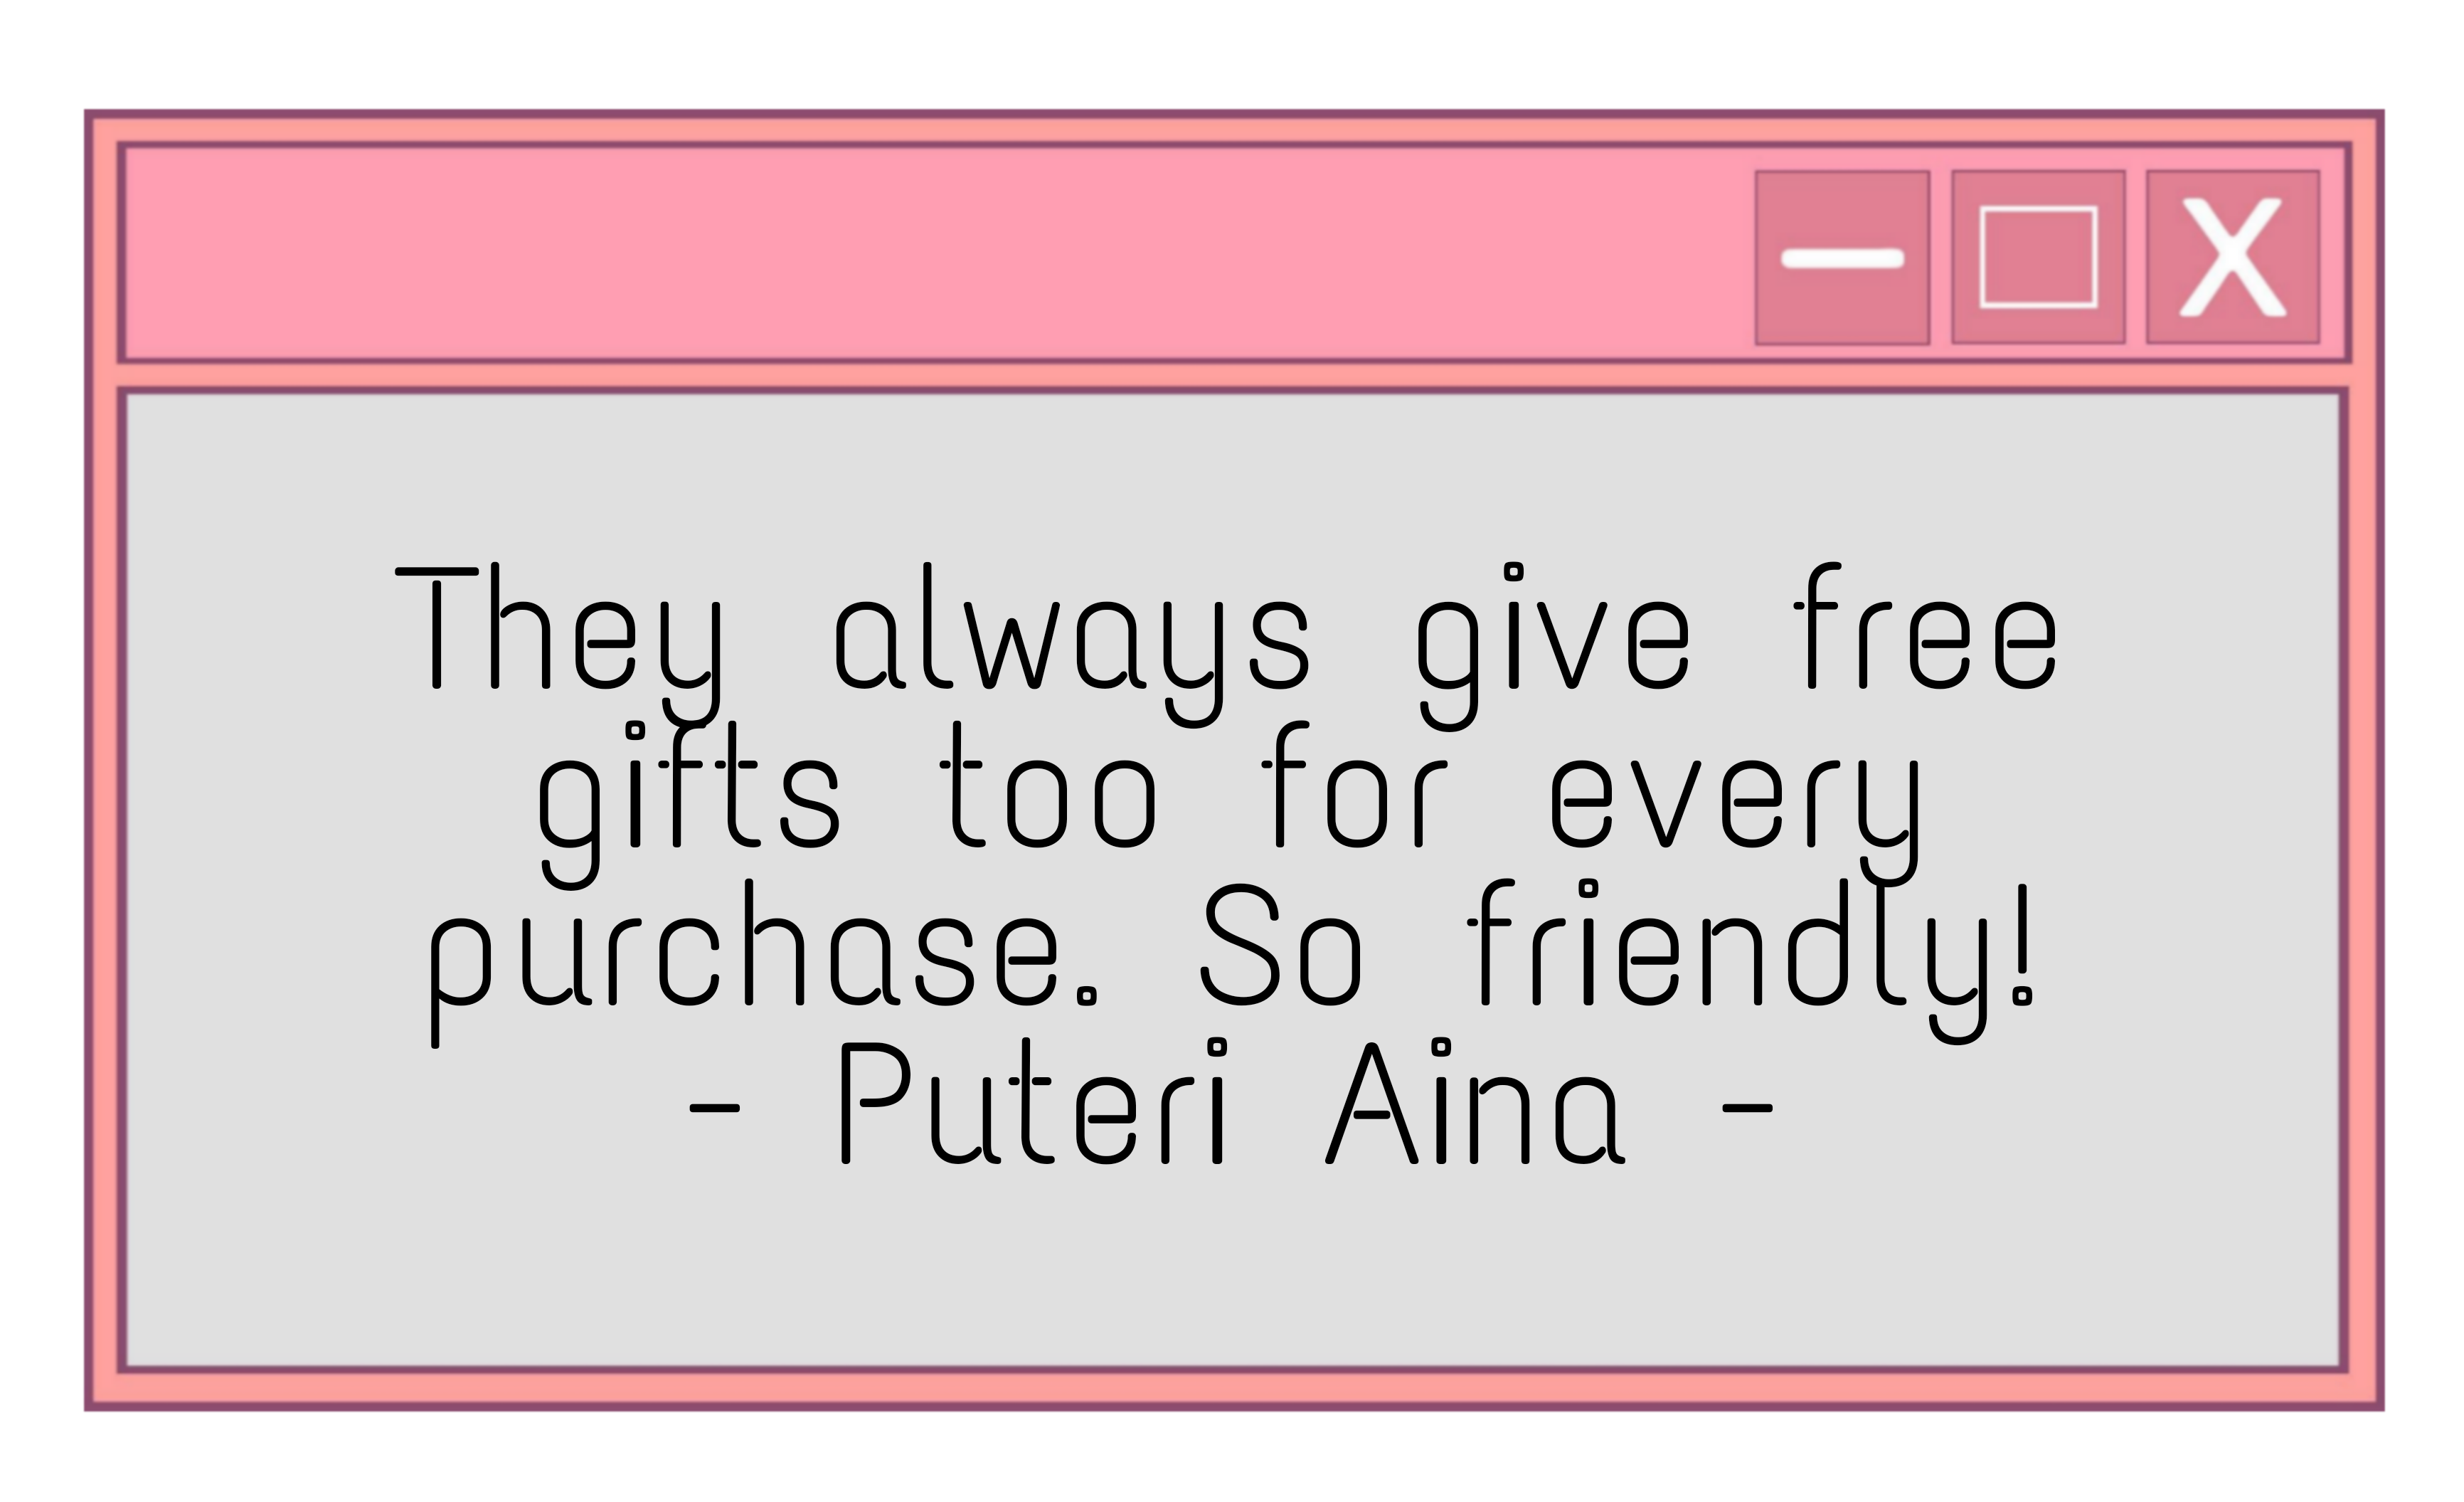 They always give free
gifts too for every
purchase. So friendly!
- Puteri Aina -